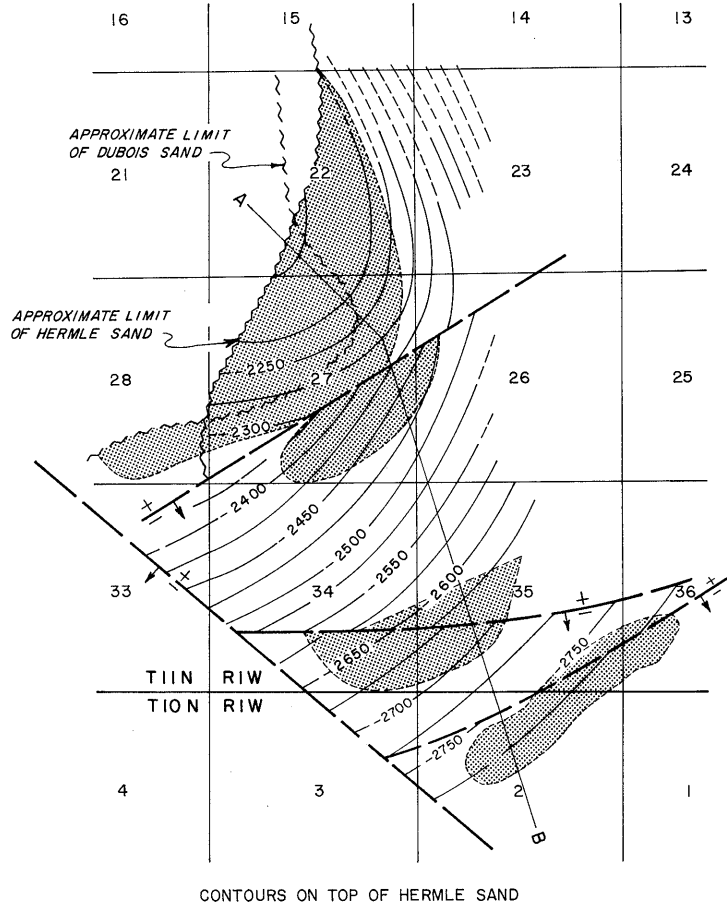 16 15 14 13
APPROXIMATE LIMIT
OF DUBOIS SAND
21 22 23 24
A
APPROXIMATE LIMIT
OF HERMLE SAND
-2250
28 27 26 25
-2300
-2400
+
-
-2450
-2500
-2550
+
-
-2600
33 34 35 36
+
-
+
-
-2650
-2750
T11N R1W
T10N R1W
-2700
-2750
4 3 2 1
B
CONTOURS ON TOP OF HERMLE SAND